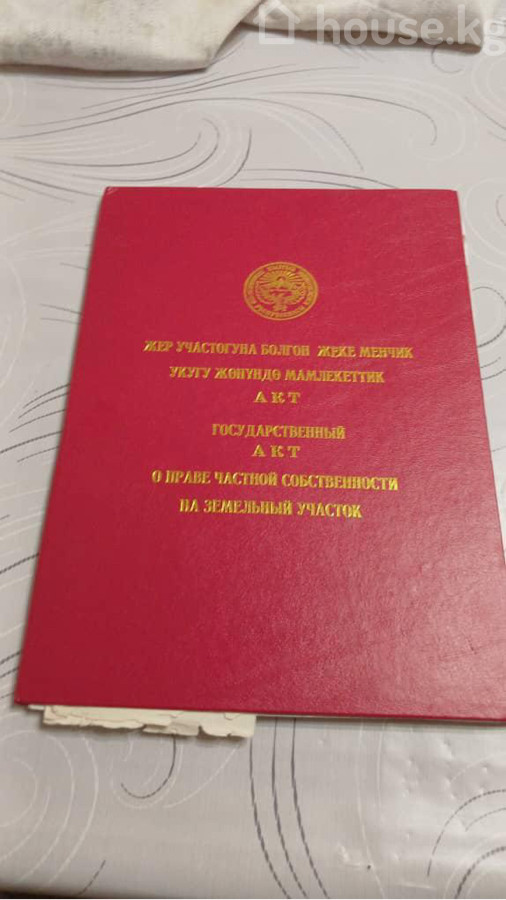 house.kg
ЖЕР УЧАСТОГУНА БОЛГОН ЖЕКЕ МЕНЧИК
УКУГУ ЖӨНҮНДӨ МАМЛЕКЕТТИК
АКТ
ГОСУДАРСТВЕННЫЙ
АКТ
О ПРАВЕ ЧАСТНОЙ СОБСТВЕННОСТИ
НА ЗЕМЕЛЬНЫЙ УЧАСТОК